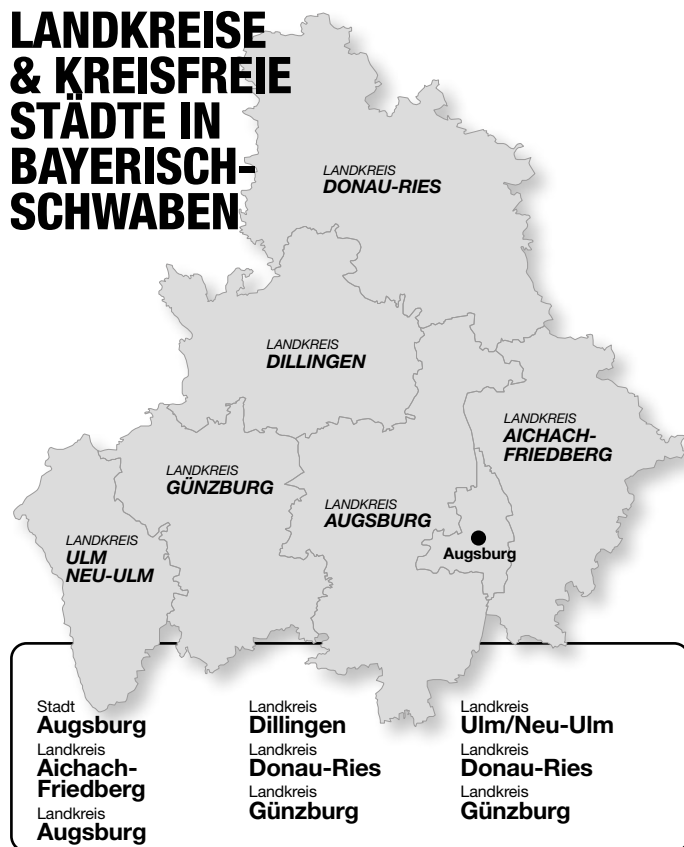 LANDKREISE
& KREISFREIE
STÄDTE IN
BAYERISCH-
SCHWABEN
LANDKREIS
DONAU-RIES
LANDKREIS
DILLINGEN
LANDKREIS
AICHACH-
FRIEDBERG
LANDKREIS
GÜNZBURG
LANDKREIS
AUGSBURG
LANDKREIS
ULM
NEU-ULM
Augsburg
Stadt
Augsburg
Landkreis
Aichach-
Friedberg
Landkreis
Augsburg
Landkreis
Dillingen
Landkreis
Donau-Ries
Landkreis
Günzburg
Landkreis
Ulm/Neu-Ulm
Landkreis
Donau-Ries
Landkreis
Günzburg